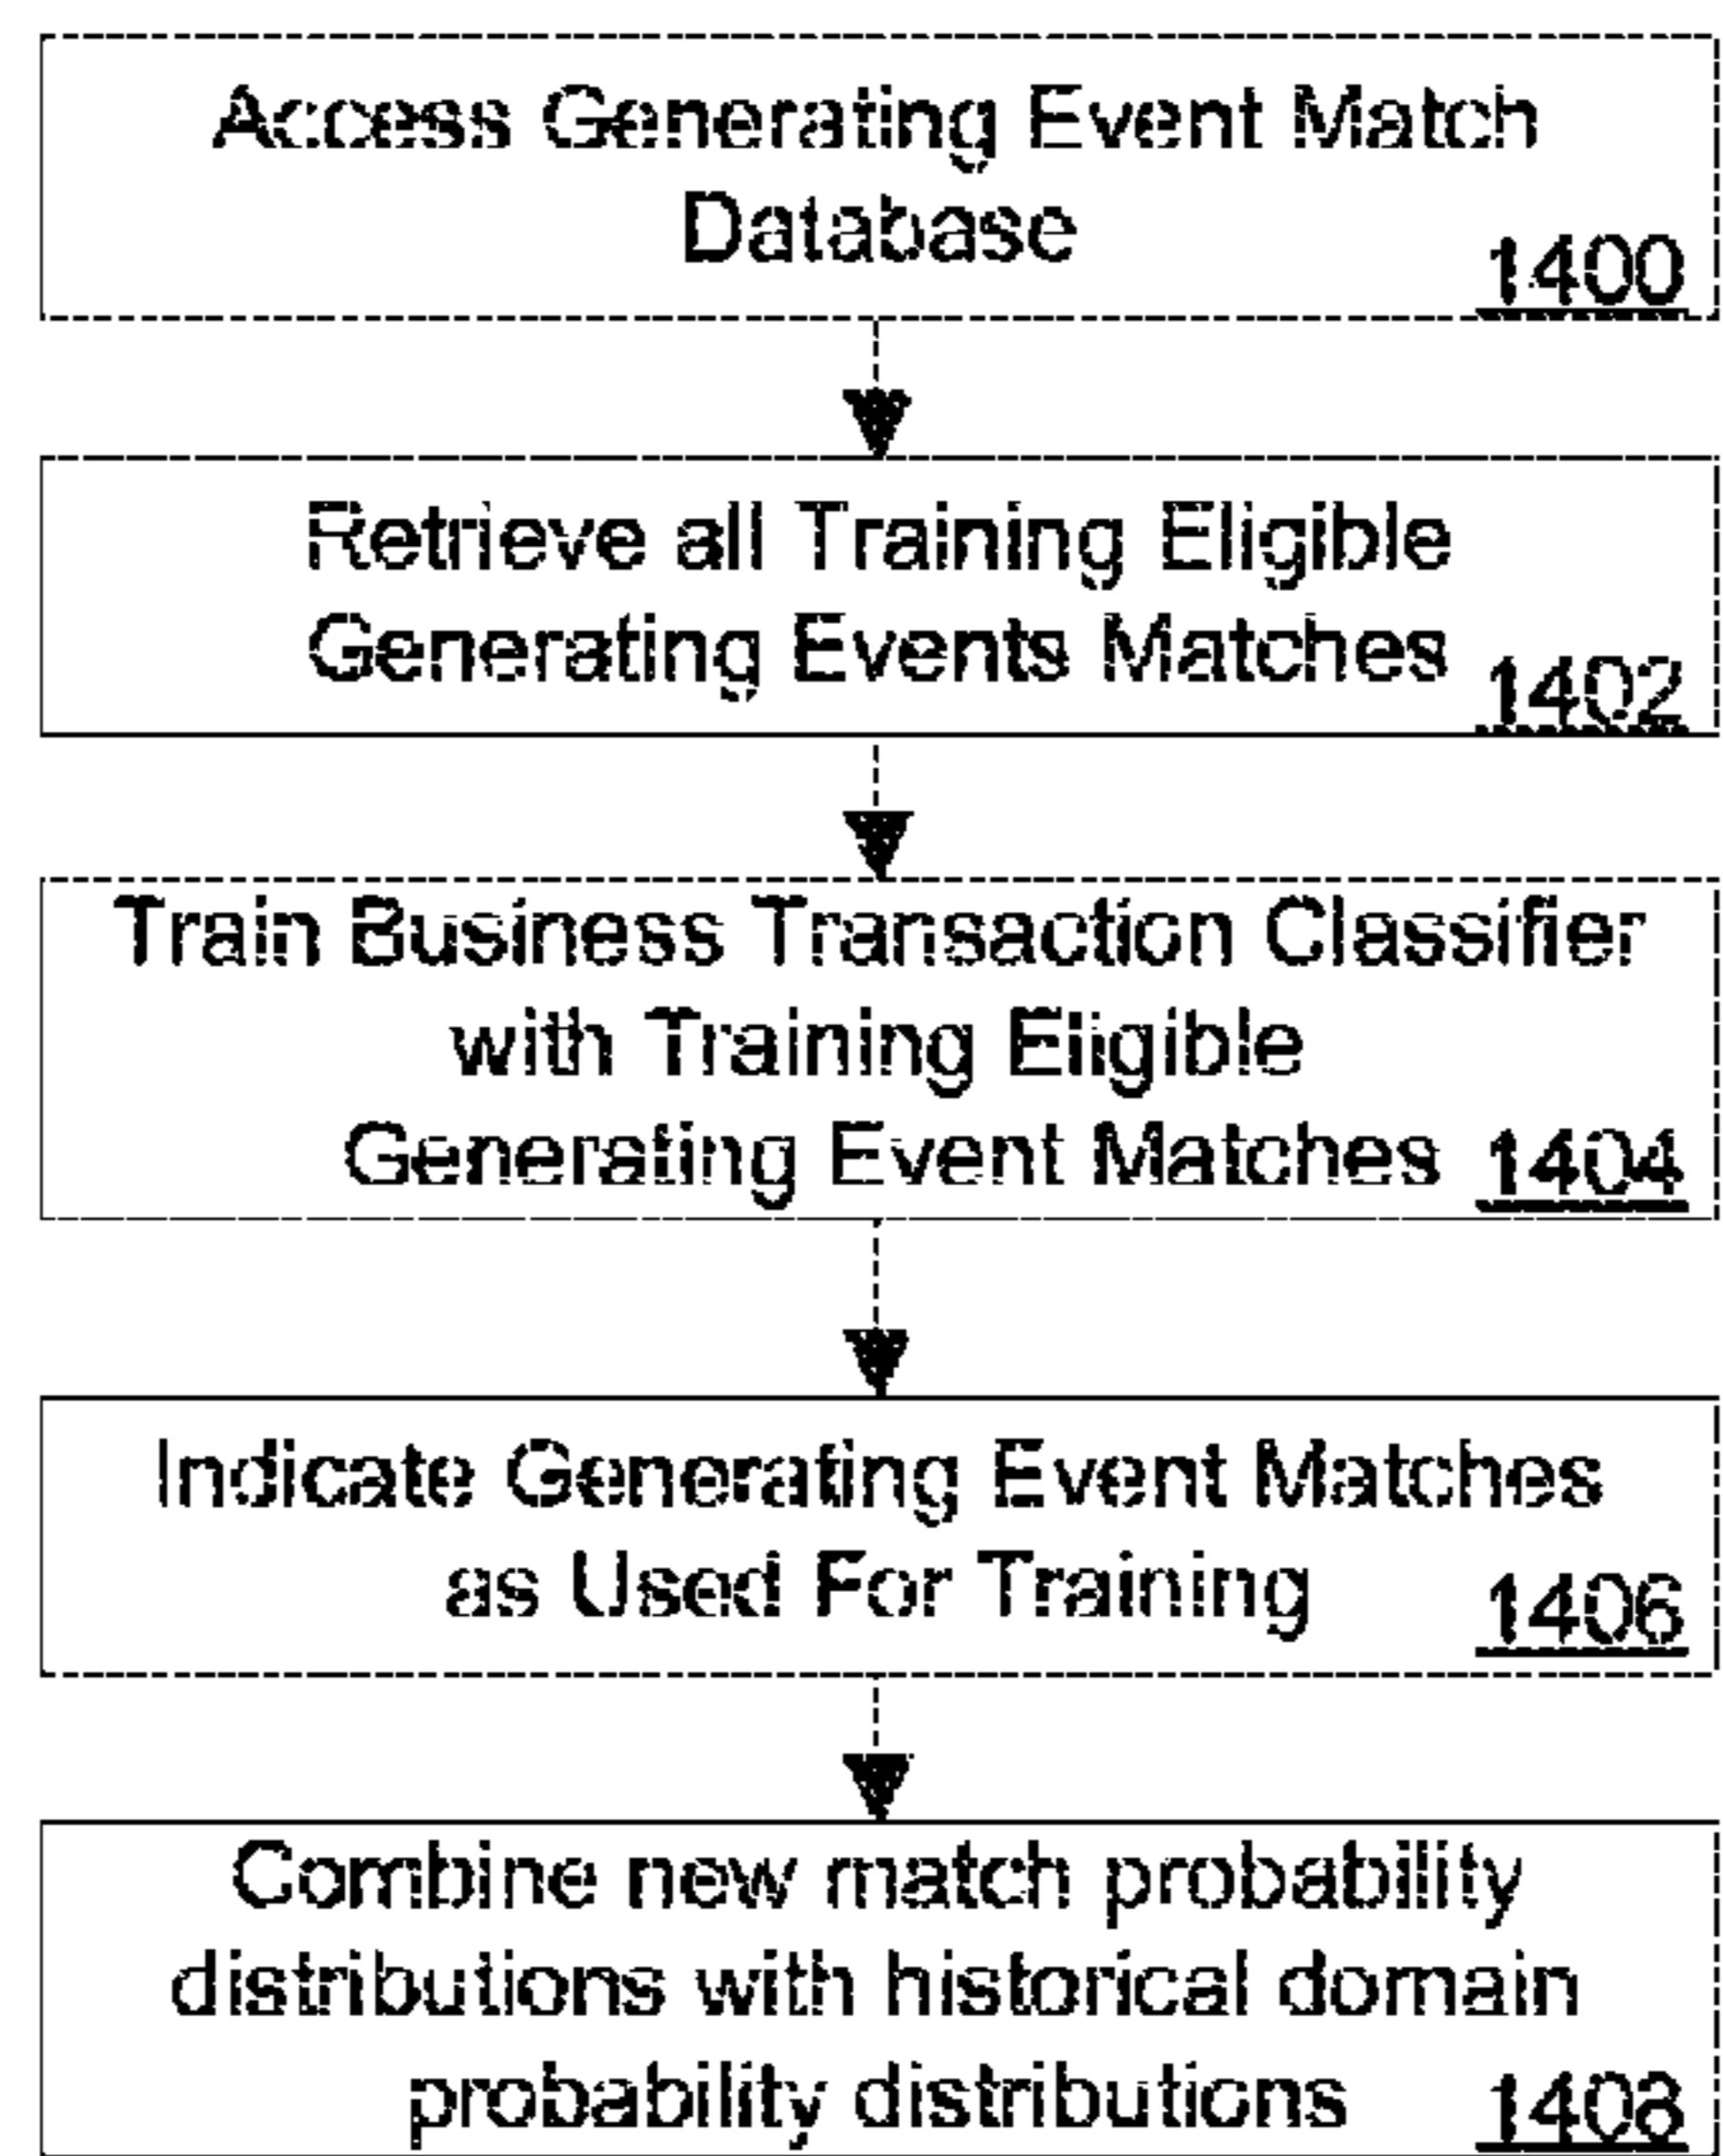 Access Generating Event Match
Database
1400
Retrieve all Training Eligible
Generating Events Matches
1402
Train Business Transaction Classifier
with Training Eligible
Generating Event Matches 1404
Indicate Generating Event Matches
as Used For Training
1406
Combine new match probability
distributions with historical domain
probability distributions 1408